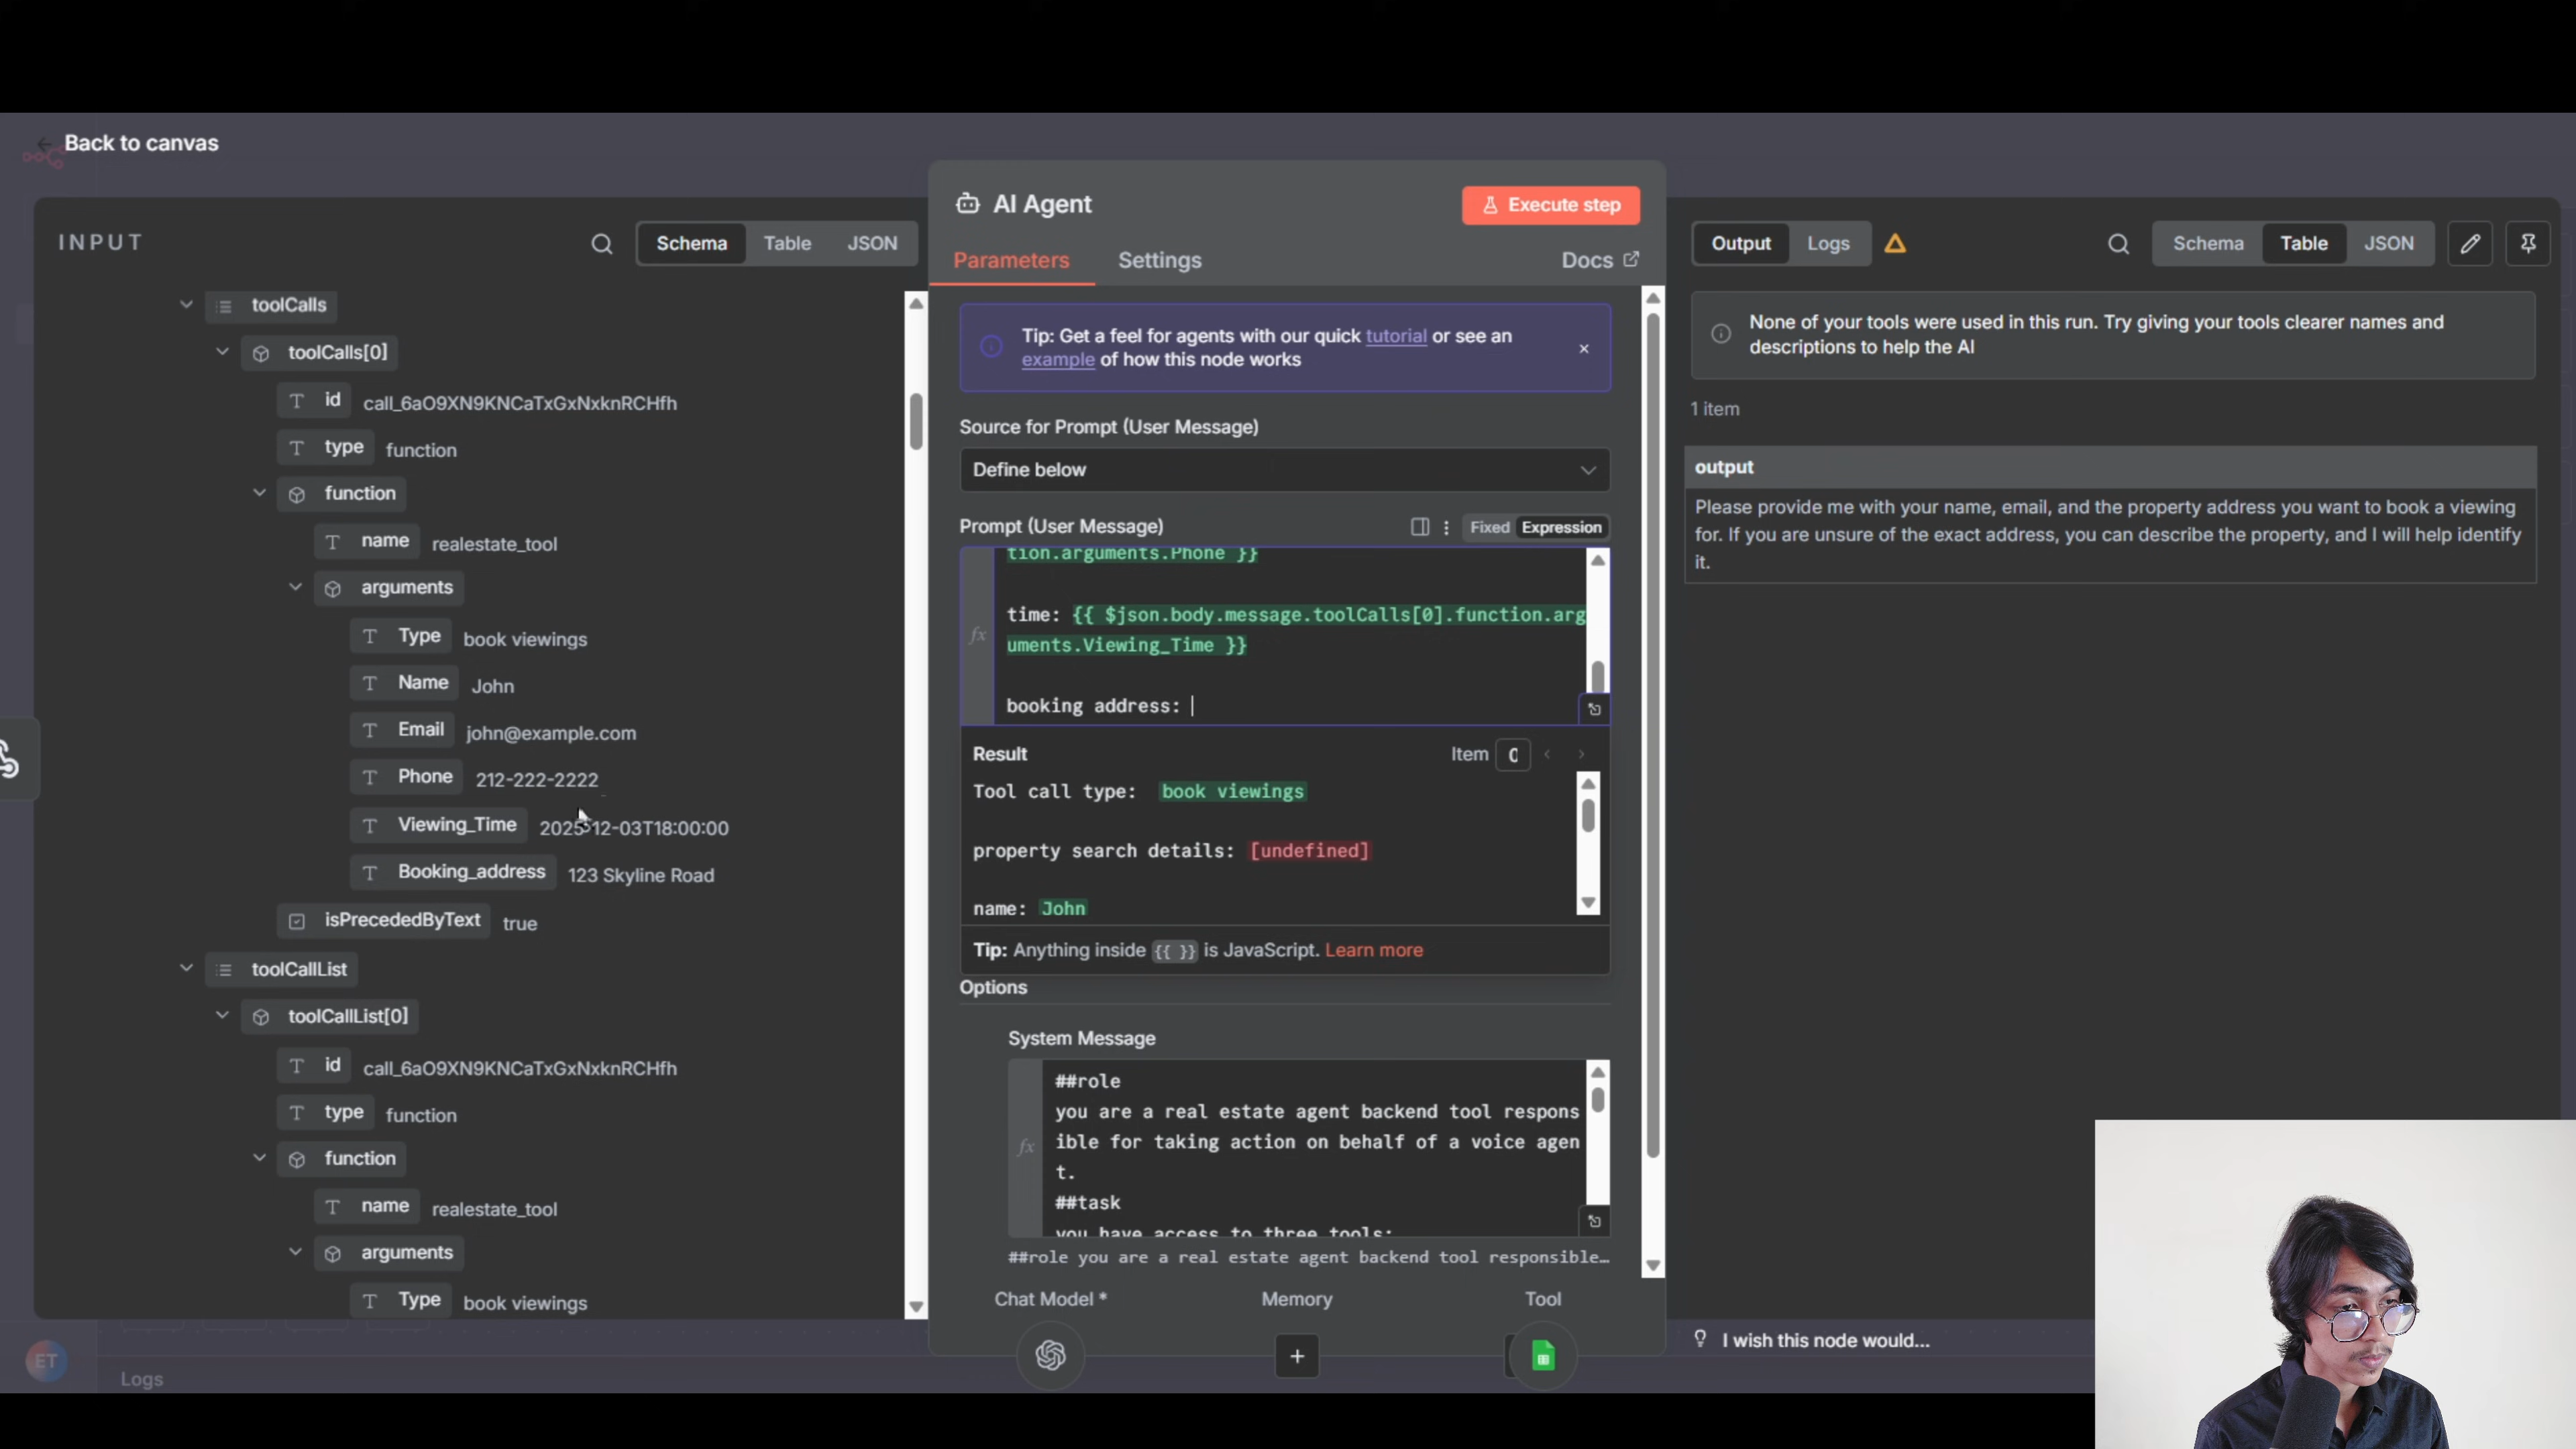 Back to canvas
INPUT
Schema
Table
JSON
toolCalls
toolCalls[0]
id call_6aO9XN9KNCaTxGxNxknRCHfh
type function
function
name realestate_tool
arguments
Type book viewings
Name John
Email john@example.com
Phone 212-222-2222
Viewing_Time 2025-12-03T18:00:00
Booking_address 123 Skyline Road
isPrecededByText true
toolCallList
toolCallList[0]
id call_6aO9XN9KNCaTxGxNxknRCHfh
type function
function
name realestate_tool
arguments
Type book viewings
ET
Logs
AI Agent
Execute step
Parameters
Settings
Docs
Tip: Get a feel for agents with our quick tutorial or see an
example of how this node works
Source for Prompt (User Message)
Define below
Prompt (User Message)
Fixed
Expression
fx
tion.arguments.Phone }}
time: {{ $json.body.message.toolCalls[0].function.arg
uments.Viewing_Time }}
booking address:
Result
Item 0
Tool call type: book viewings
property search details: [undefined]
name: John
Tip: Anything inside {{ }} is JavaScript. Learn more
Options
System Message
fx
##role
you are a real estate agent backend tool respons
ible for taking action on behalf of a voice agen
t.
##task
you have access to three tools:
##role you are a real estate agent backend tool responsible…
Chat Model *
Memory
Tool
Output
Logs
Schema
Table
JSON
None of your tools were used in this run. Try giving your tools clearer names and
descriptions to help the AI
1 item
output
Please provide me with your name, email, and the property address you want to book a viewing
for. If you are unsure of the exact address, you can describe the property, and I will help identify
it.
I wish this node would...